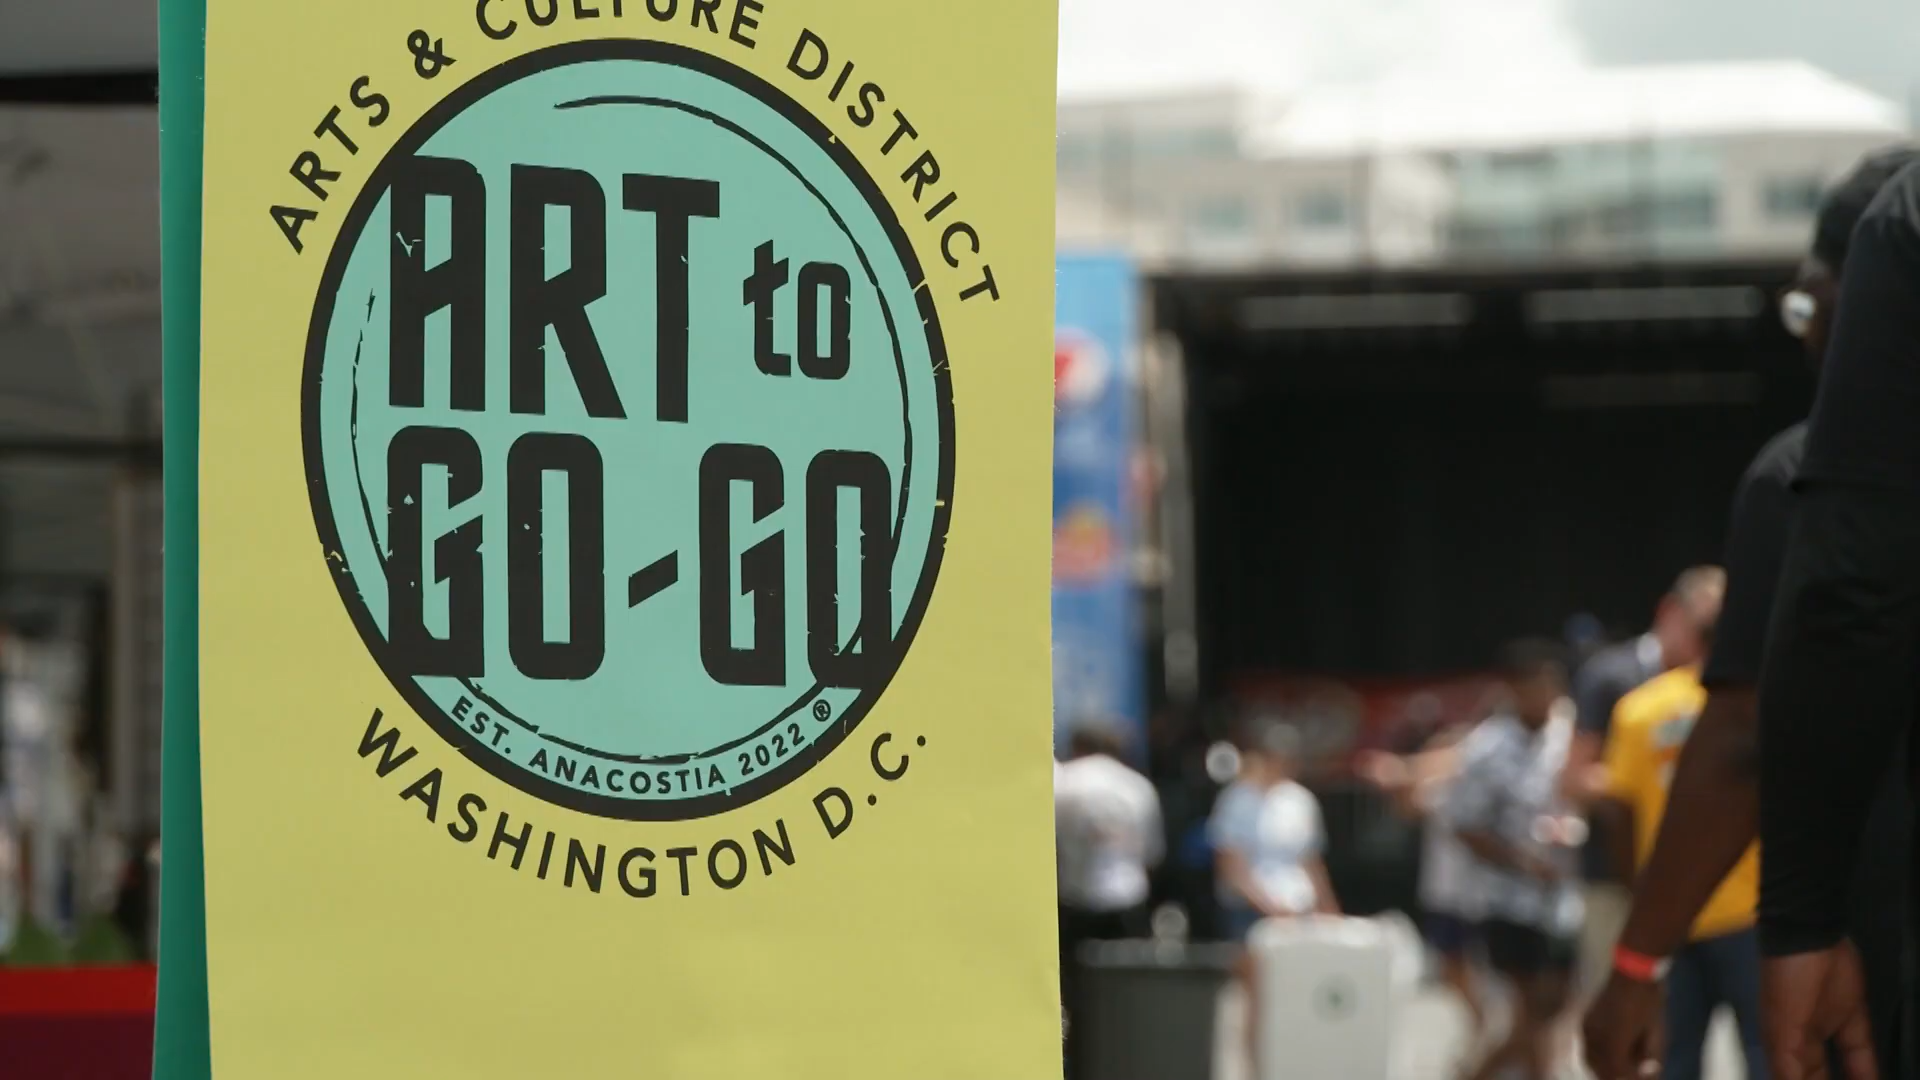 ARTS & CULTURE DISTRICT
ART to
GO-GO
EST. ANACOSTIA 2022 ®
WASHINGTON D.C.